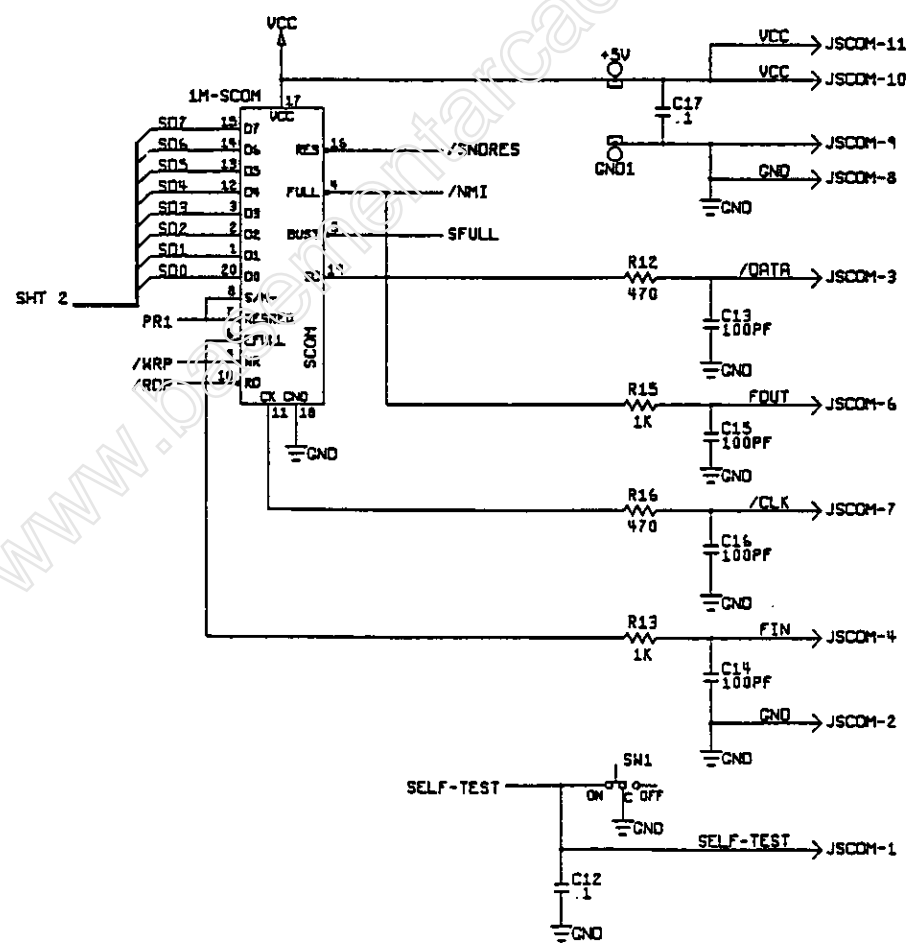 VCC
VCC JSCOM-11
+5V
VCC JSCOM-10
1M-SCOM
17
VCC
C17
.1
SD7 15 D7
SD6 14 D6
RES 16 /SNDRES
JSCOM-9
SD5 13 D5
GND1
GND JSCOM-8
SD4 12 D4
FULL 4 /NMI
SD3 3 D3
GND
SD2 2 D2
BUSY SFULL
SD1 1 D1
SD0 20 D0
19
R12
470
/DATA JSCOM-3
SHT 2
8 S/K-
PR1
7
C13
100PF
6
SCOM
/WRP 9 WR
10 RD
GND
CK GND
11 18
R15
1K
FOUT JSCOM-6
C15
100PF
GND
GND
R16
470
/CLK JSCOM-7
C16
100PF
GND
R13
1K
FIN JSCOM-4
C14
100PF
GND JSCOM-2
GND
SW1
SELF-TEST
ON C OFF
GND
SELF-TEST JSCOM-1
C12
.1
GND